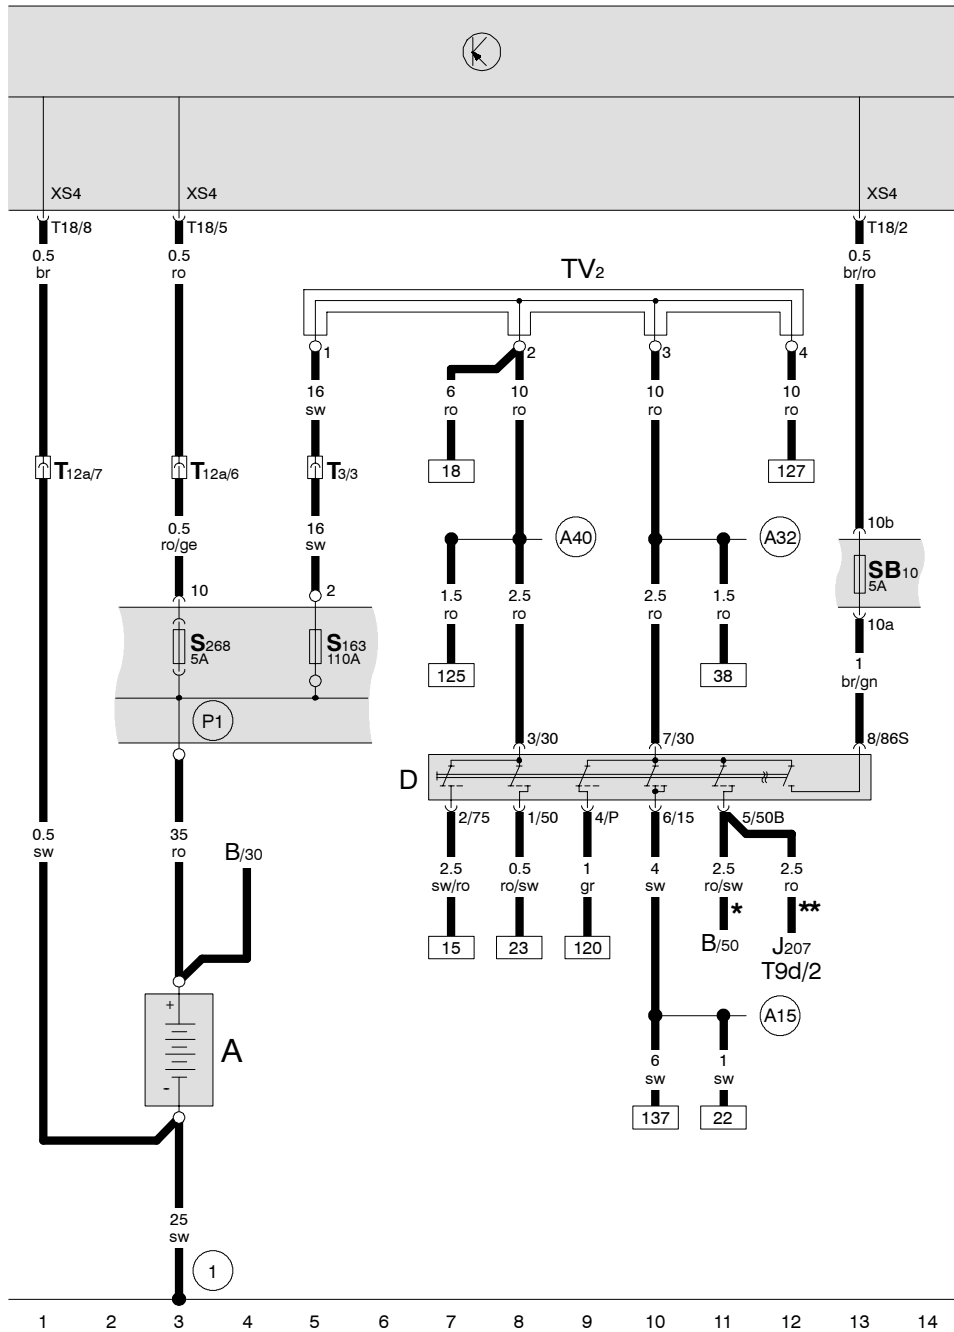 XS4 XS4 XS4
T18/8 T18/5 T18/2
0.5 0.5 0.5
br ro br/ro
TV2
1 2 3 4
16 6 10 10 10
sw ro ro ro ro
T12a/7 T12a/6 T3/3 18 127
0.5 16 10b
ro/ge sw A40 A32
SB10
5A
10 2 1.5 2.5 2.5 1.5
ro ro ro ro
10a
S268 S163
5A 110A
125 38 1
br/gn
P1
3/30 7/30 8/86S
D
2/75 1/50 4/P 6/15 5/50B
0.5 35 B/30 2.5 0.5 1 4 2.5 2.5
sw ro sw/ro ro/sw gr sw ro/sw ro
* **
15 23 120 B/50 J207
T9d/2
+
A
-
A15
6 1
sw sw
137 22
25
sw
1
1 2 3 4 5 6 7 8 9 10 11 12 13 14